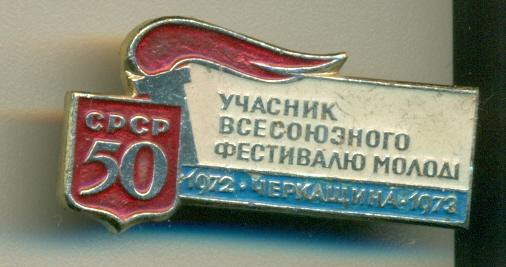 СРСР
50
УЧАСНИК
ВСЕСОЮЗНОГО
ФЕСТИВАЛЮ МОЛОДІ
1972 · ЧЕРКАЩИНА · 1973